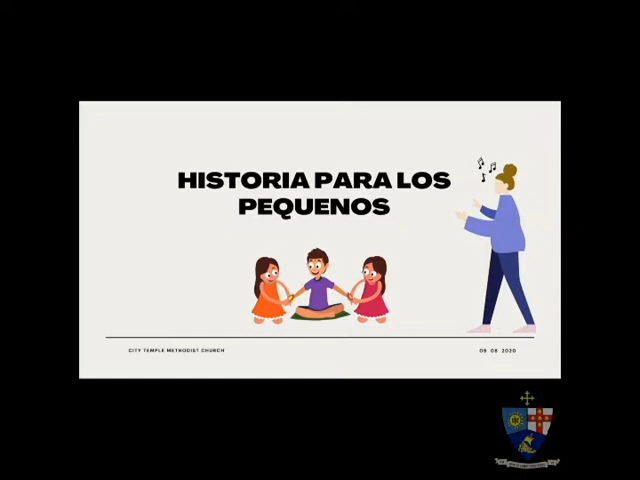 HISTORIA PARA LOS
PEQUENOS
CITY TEMPLE METHODIST CHURCH
09 08 2020